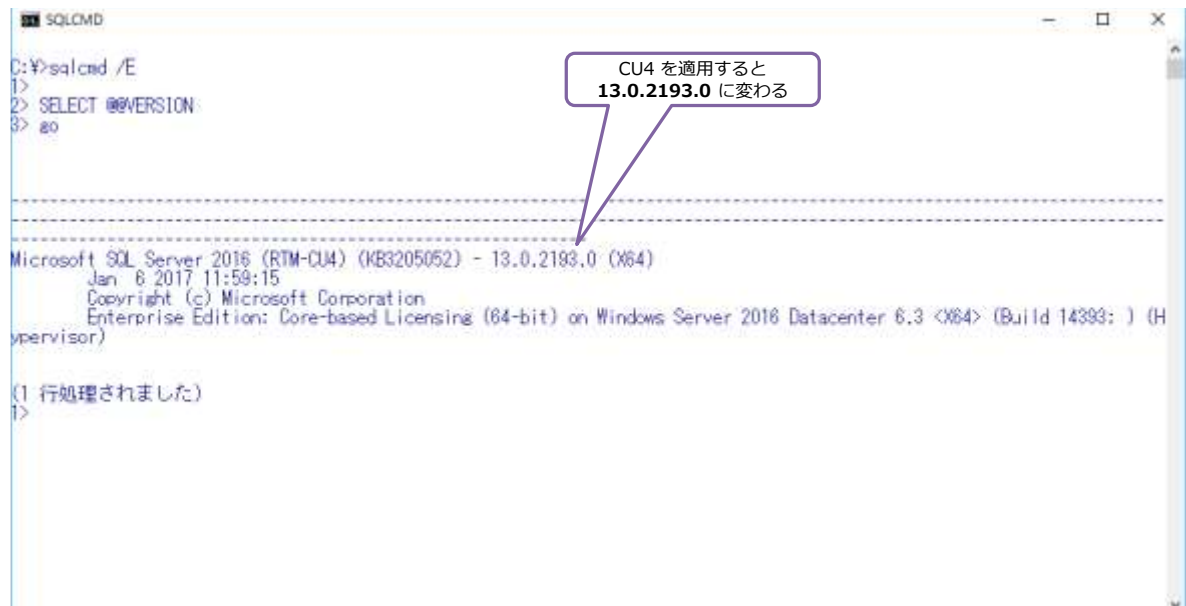 SQLCMD
C:¥>sqlcmd /E
1>
2> SELECT @@VERSION
3> go
CU4 を適用すると
13.0.2193.0 に変わる
--------------------------------------------------------------------------------
--------------------------------------------------------------------------------
----------------------------------------
Microsoft SQL Server 2016 (RTM-CU4) (KB3205052) - 13.0.2193.0 (X64)
Jan 6 2017 11:59:15
Copyright (c) Microsoft Corporation
Enterprise Edition: Core-based Licensing (64-bit) on Windows Server 2016 Datacenter 6.3 <X64> (Build 14393: ) (H
ypervisor)
(1 行処理されました)
1>